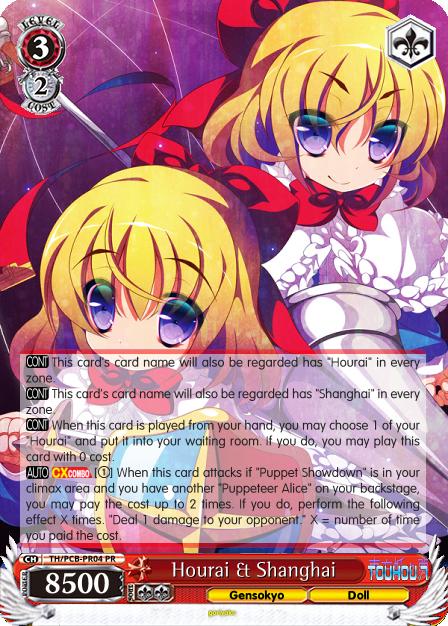 LEVEL
3
2
COST
CONT This card's card name will also be regarded has "Hourai" in every
zone.
CONT This card's card name will also be regarded has "Shanghai" in every
zone
CONT When this card is played from your hand, you may choose 1 of your
"Hourai" and put it into your waiting room. If you do, you may play this
card with 0 cost.
AUTO CXCOMBO [①] When this card attacks if "Puppet Showdown" is in your
climax area and you have another "Puppeteer Alice" on your backstage,
you may pay the cost up to 2 times. If you do, perform the following
effect X times. "Deal 1 damage to your opponent." X = number of time
you paid the cost.
CH TH/PCB-PR04 PR
POWER 8500 SOUL
Hourai & Shanghai
TOUHOU
Gensokyo Doll